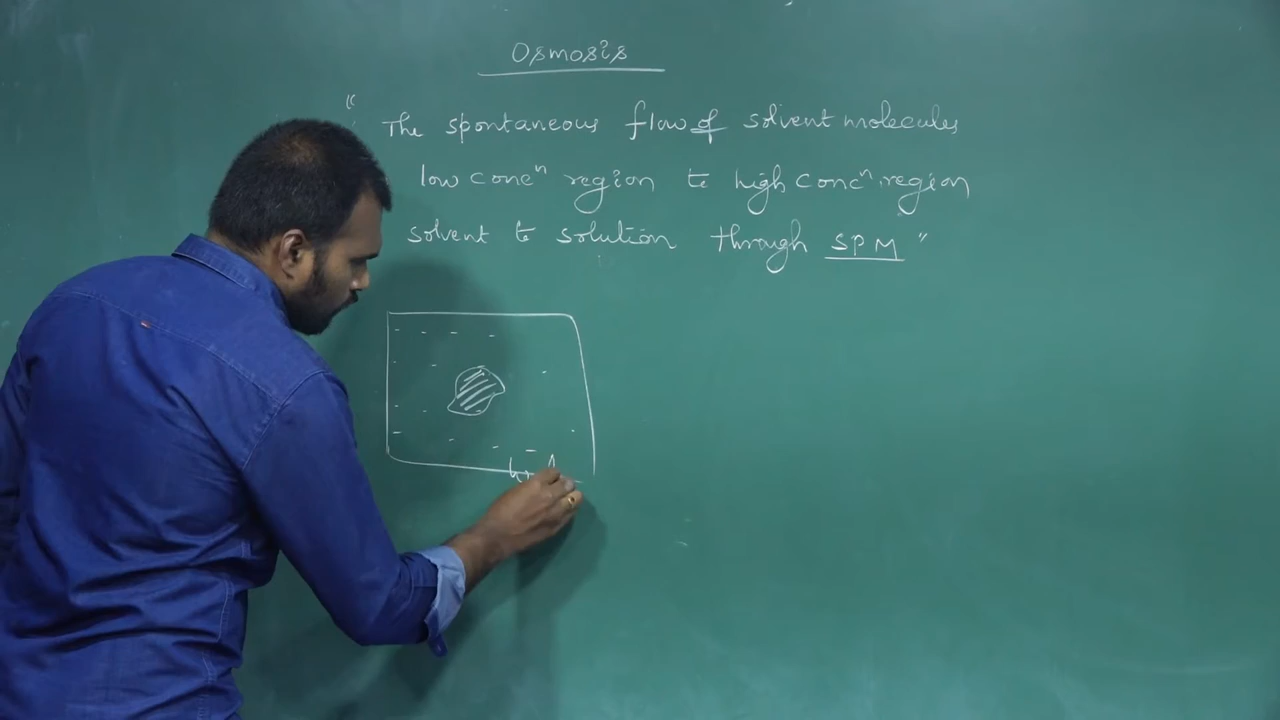 Osmosis
" The spontaneous flow of solvent molecules
low concⁿ region to high concⁿ region
solvent to solution through SPM "